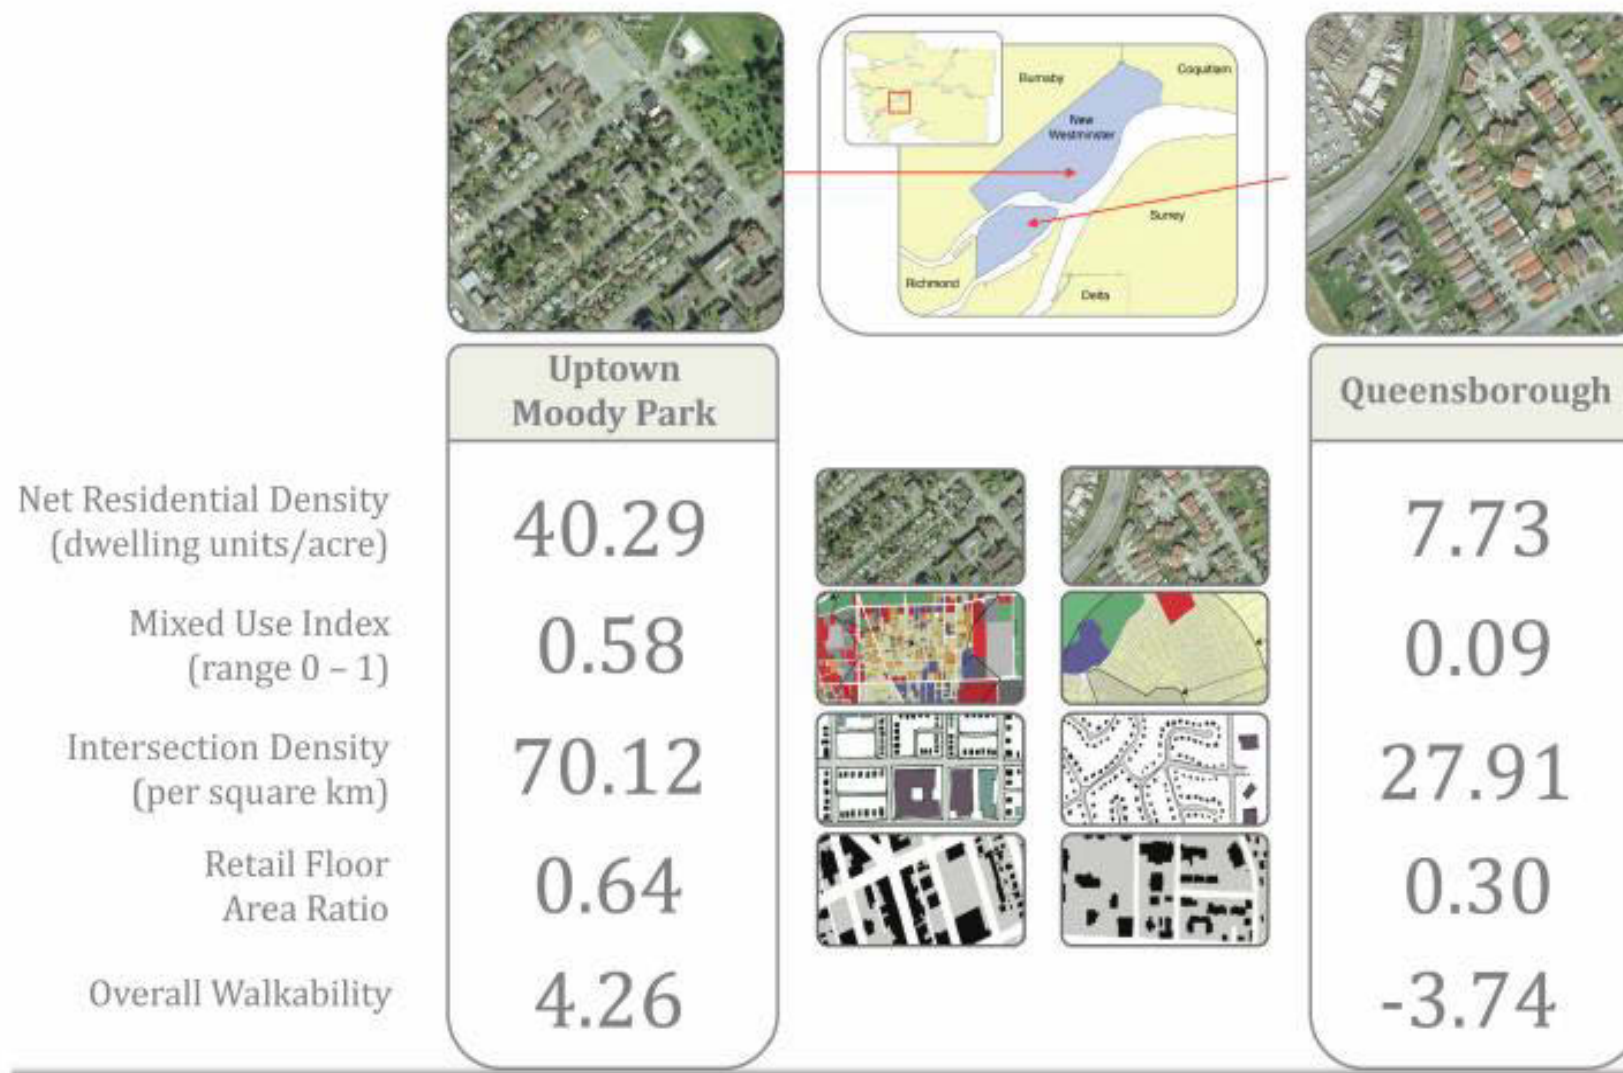 Burnaby
Coquitlam
New
Westminster
Surrey
Richmond
Delta
Uptown
Moody Park
Queensborough
Net Residential Density
(dwelling units/acre)
40.29
7.73
Mixed Use Index
(range 0 – 1)
0.58
0.09
Intersection Density
(per square km)
70.12
27.91
Retail Floor
Area Ratio
0.64
0.30
Overall Walkability
4.26
-3.74